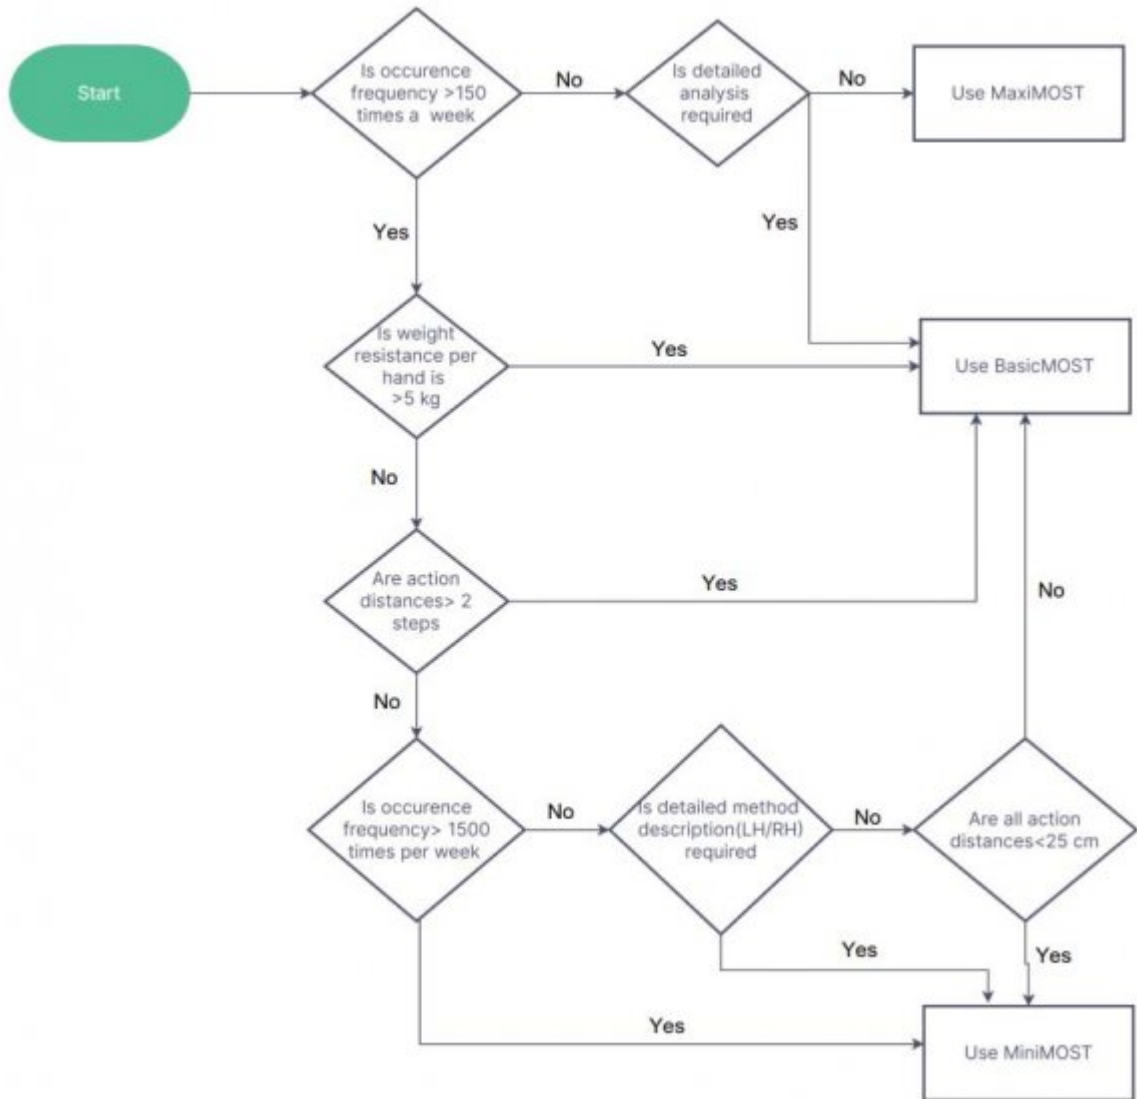 Start
Is occurence
frequency >150
times a week
No
Is detailed
analysis
required
No
Use MaxiMOST
Yes
Yes
Is weight
resistance per
hand is
>5 kg
Yes
Use BasicMOST
No
Are action
distances> 2
steps
Yes
No
No
Is occurence
frequency> 1500
times per week
No
Is detailed method
description(LH/RH)
required
No
Are all action
distances<25 cm
Yes
Yes
Yes
Use MiniMOST